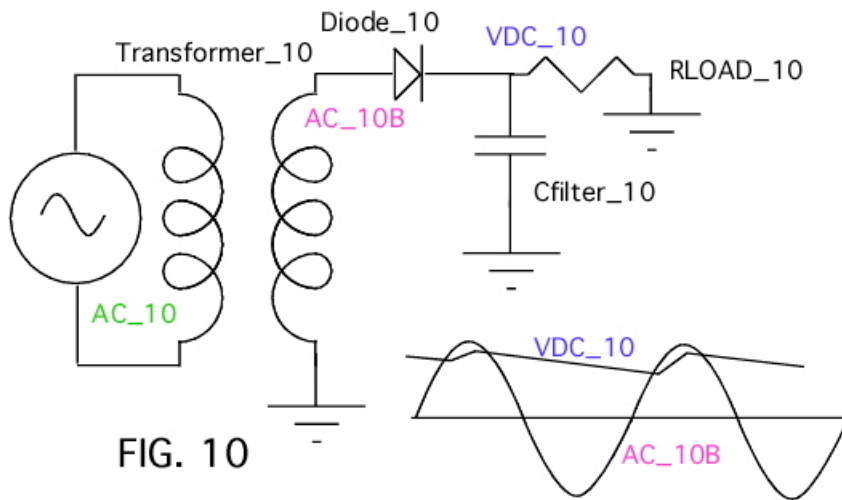 Diode_10
VDC_10
Transformer_10
RLOAD_10
AC_10B
Cfilter_10
AC_10
VDC_10
FIG. 10
AC_10B